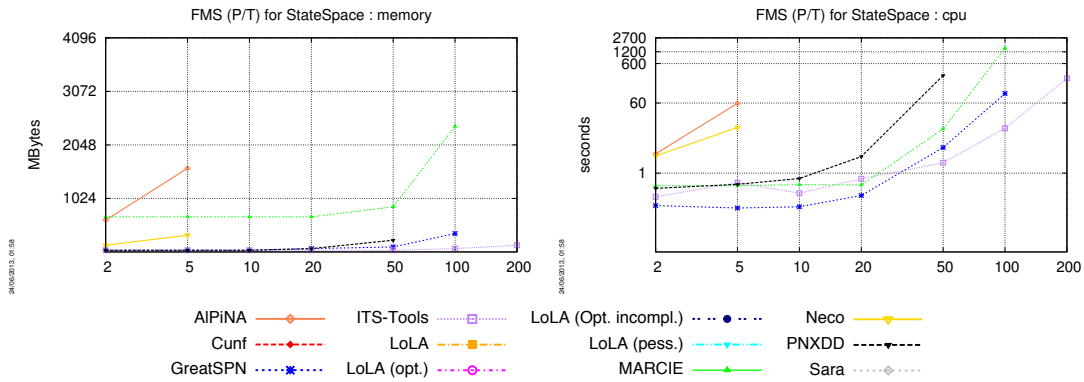 FMS (P/T) for StateSpace : memory
4096
3072
2048
1024
MBytes
2 5 10 20 50 100 200
24/06/2013, 01:58
FMS (P/T) for StateSpace : cpu
2700
1200
600
60
1
seconds
2 5 10 20 50 100 200
24/06/2013, 01:58
AlPiNA ITS-Tools LoLA (Opt. incompl.) Neco
Cunf LoLA LoLA (pess.) PNXDD
GreatSPN LoLA (opt.) MARCIE Sara